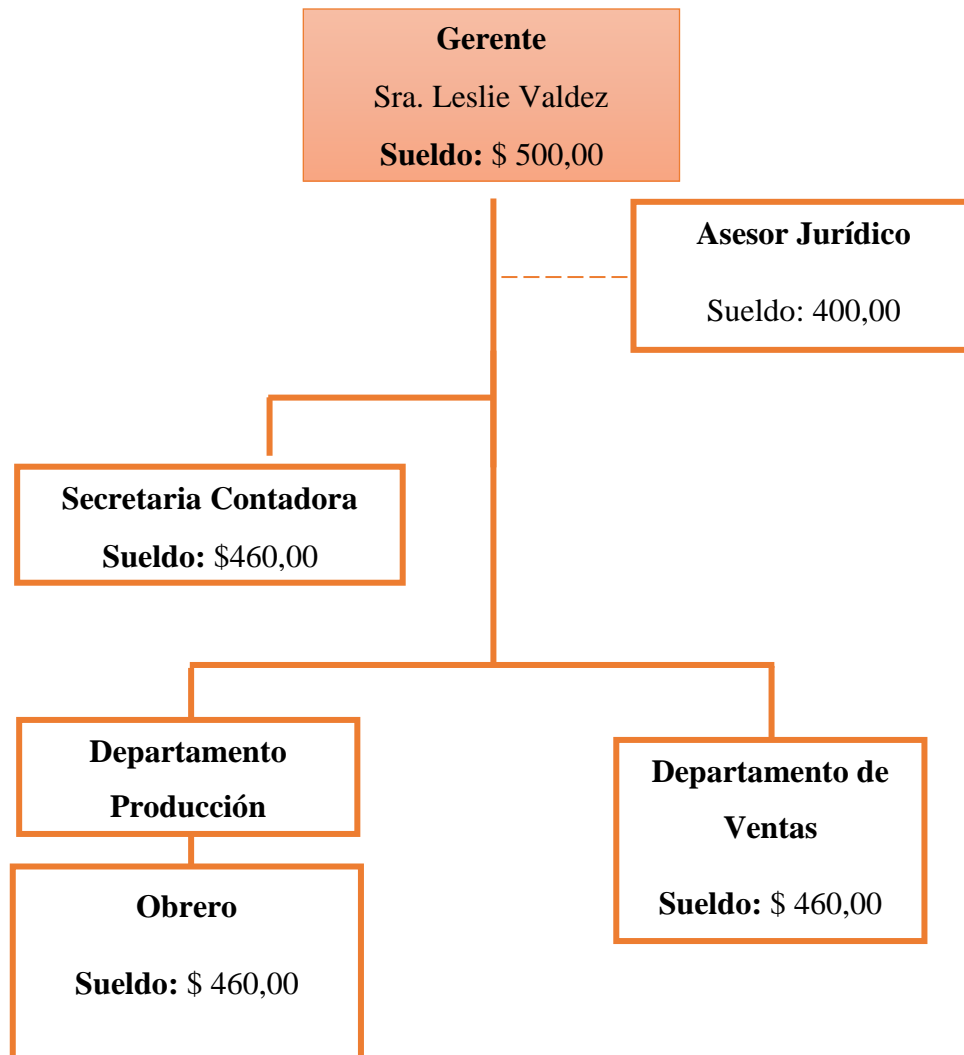 Gerente
Sra. Leslie Valdez
Sueldo: $ 500,00
Asesor Jurídico
Sueldo: 400,00
Secretaria Contadora
Sueldo: $460,00
Departamento
Producción
Obrero
Sueldo: $ 460,00
Departamento de
Ventas
Sueldo: $ 460,00